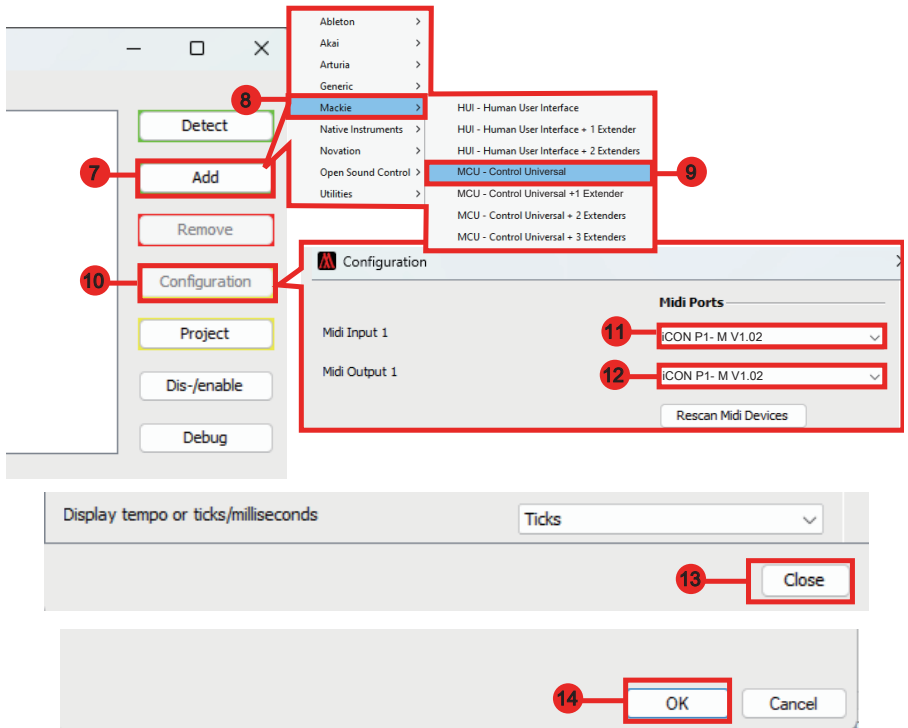 Ableton
Akai
Arturia
Generic
8
Mackie
Native Instruments
Novation
Open Sound Control
Utilities
HUI - Human User Interface
HUI - Human User Interface + 1 Extender
HUI - Human User Interface + 2 Extenders
MCU - Control Universal
9
MCU - Control Universal +1 Extender
MCU - Control Universal + 2 Extenders
MCU - Control Universal + 3 Extenders
Detect
7
Add
Remove
10
Configuration
Project
Dis-/enable
Debug
Configuration
Midi Ports
Midi Input 1
11
iCON P1- M V1.02
Midi Output 1
12
iCON P1- M V1.02
Rescan Midi Devices
Display tempo or ticks/milliseconds
Ticks
13
Close
14
OK
Cancel